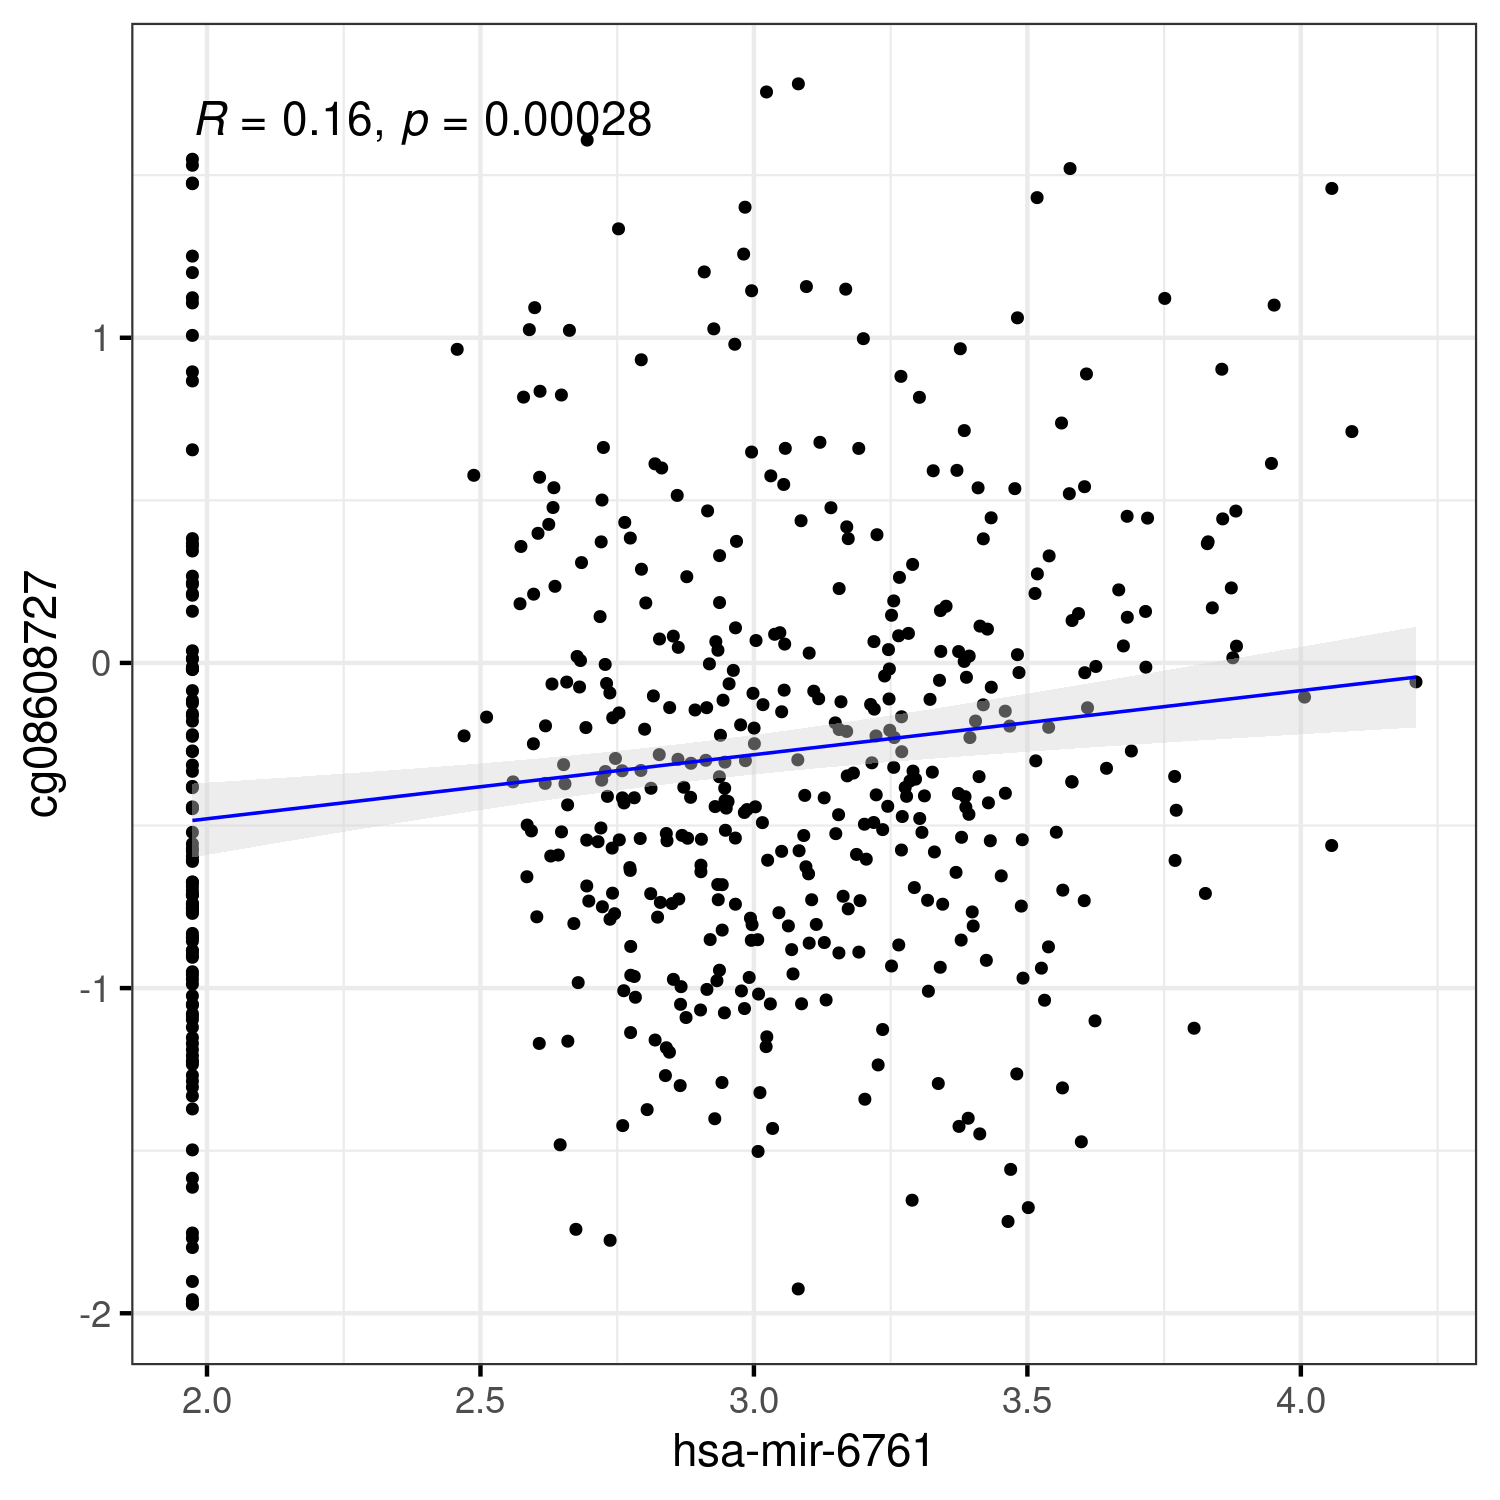 R = 0.16, p = 0.00028
1
0
-1
-2
cg08608727
2.0 2.5 3.0 3.5 4.0
hsa-mir-6761